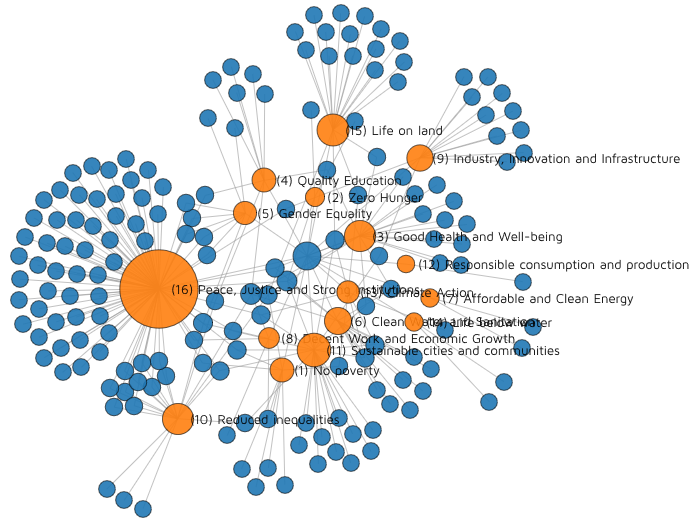 (15) Life on land
(9) Industry, Innovation and Infrastructure
(4) Quality Education
(2) Zero Hunger
(5) Gender Equality
(3) Good Health and Well-being
(12) Responsible consumption and production
(16) Peace, Justice and Strong Institutions
(13) Climate Action
(7) Affordable and Clean Energy
(6) Clean Water and Sanitation
(14) Life below water
(8) Decent Work and Economic Growth
(11) Sustainable cities and communities
(1) No poverty
(10) Reduced inequalities